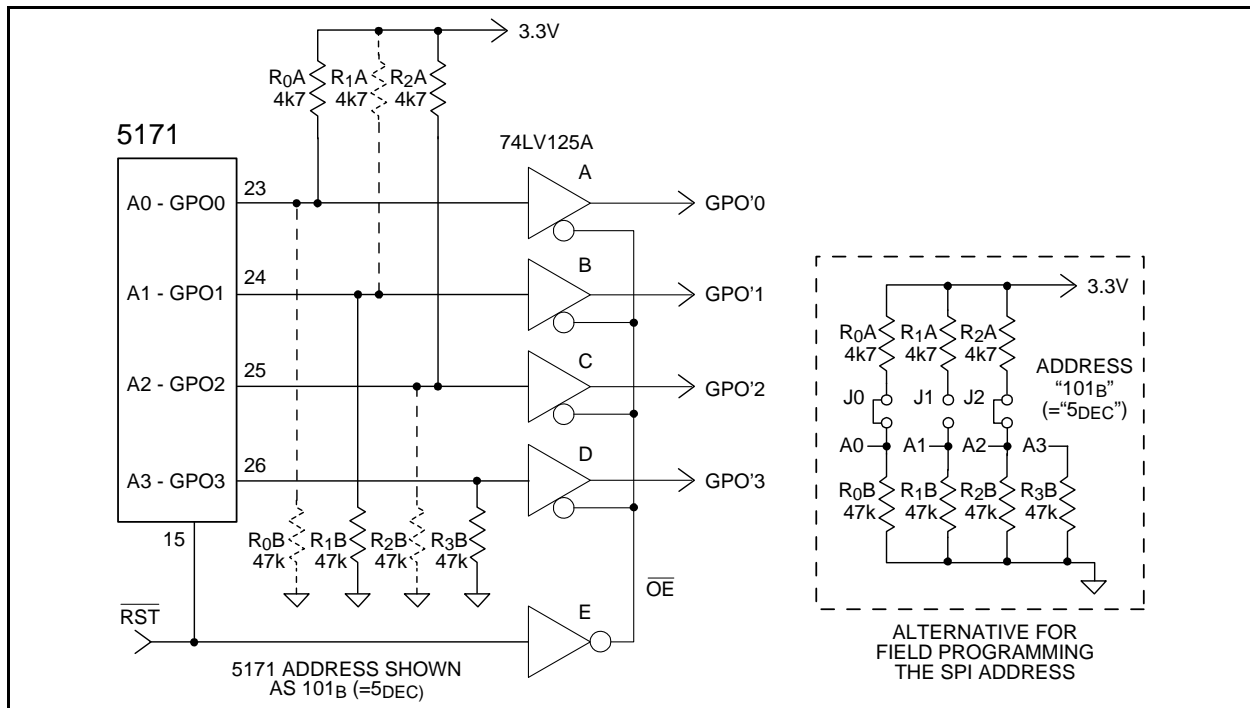 3.3V
R0A
4k7
R1A
4k7
R2A
4k7
5171
74LV125A
A
A0 - GPO0
23
GPO'0
B
A1 - GPO1
24
GPO'1
C
A2 - GPO2
25
GPO'2
D
A3 - GPO3
26
GPO'3
15
R0B
47k
R1B
47k
R2B
47k
R3B
47k
OE
RST
E
5171 ADDRESS SHOWN
AS 101B (=5DEC)
3.3V
R0A
4k7
R1A
4k7
R2A
4k7
ADDRESS
“101B”
(=“5DEC”)
J0
J1
J2
A0
A1
A2
A3
R0B
47k
R1B
47k
R2B
47k
R3B
47k
ALTERNATIVE FOR
FIELD PROGRAMMING
THE SPI ADDRESS